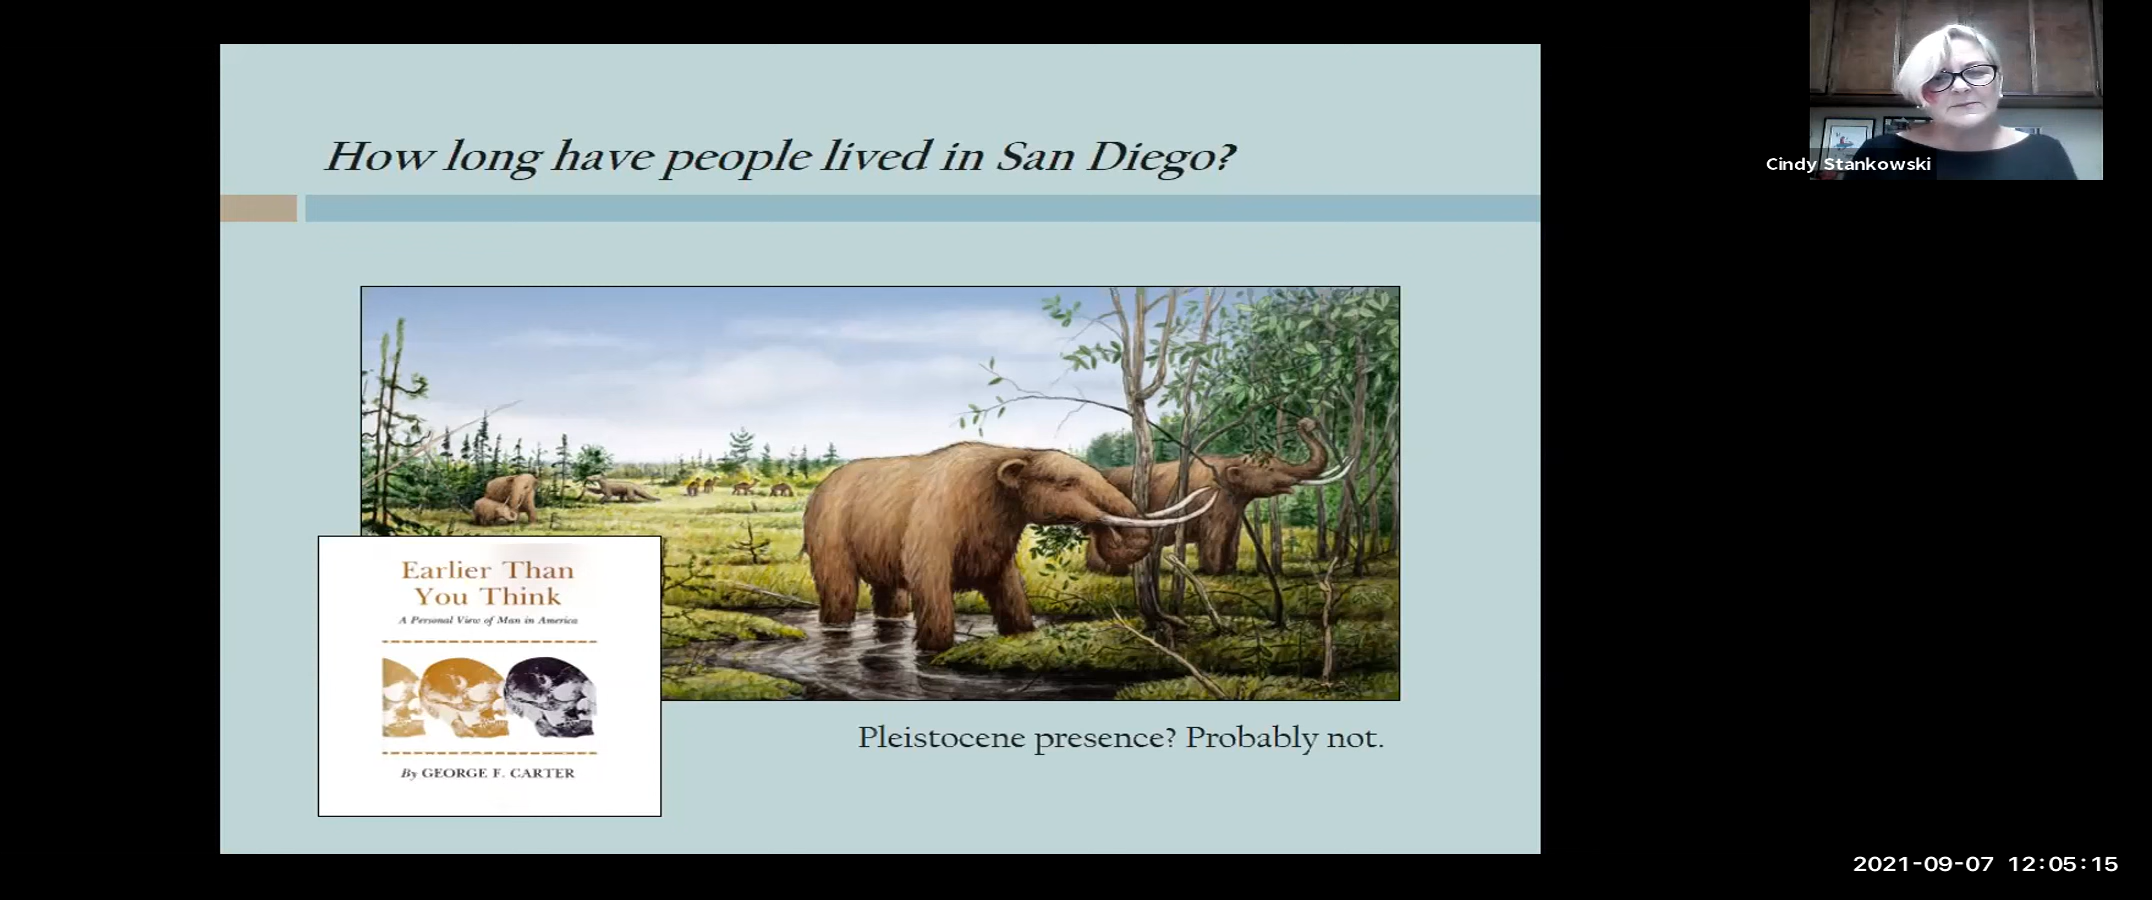 How long have people lived in San Diego?
Cindy Stankowski
Earlier Than
You Think
A Personal View of Man in America
By GEORGE F. CARTER
Pleistocene presence? Probably not.
2021-09-07 12:05:15